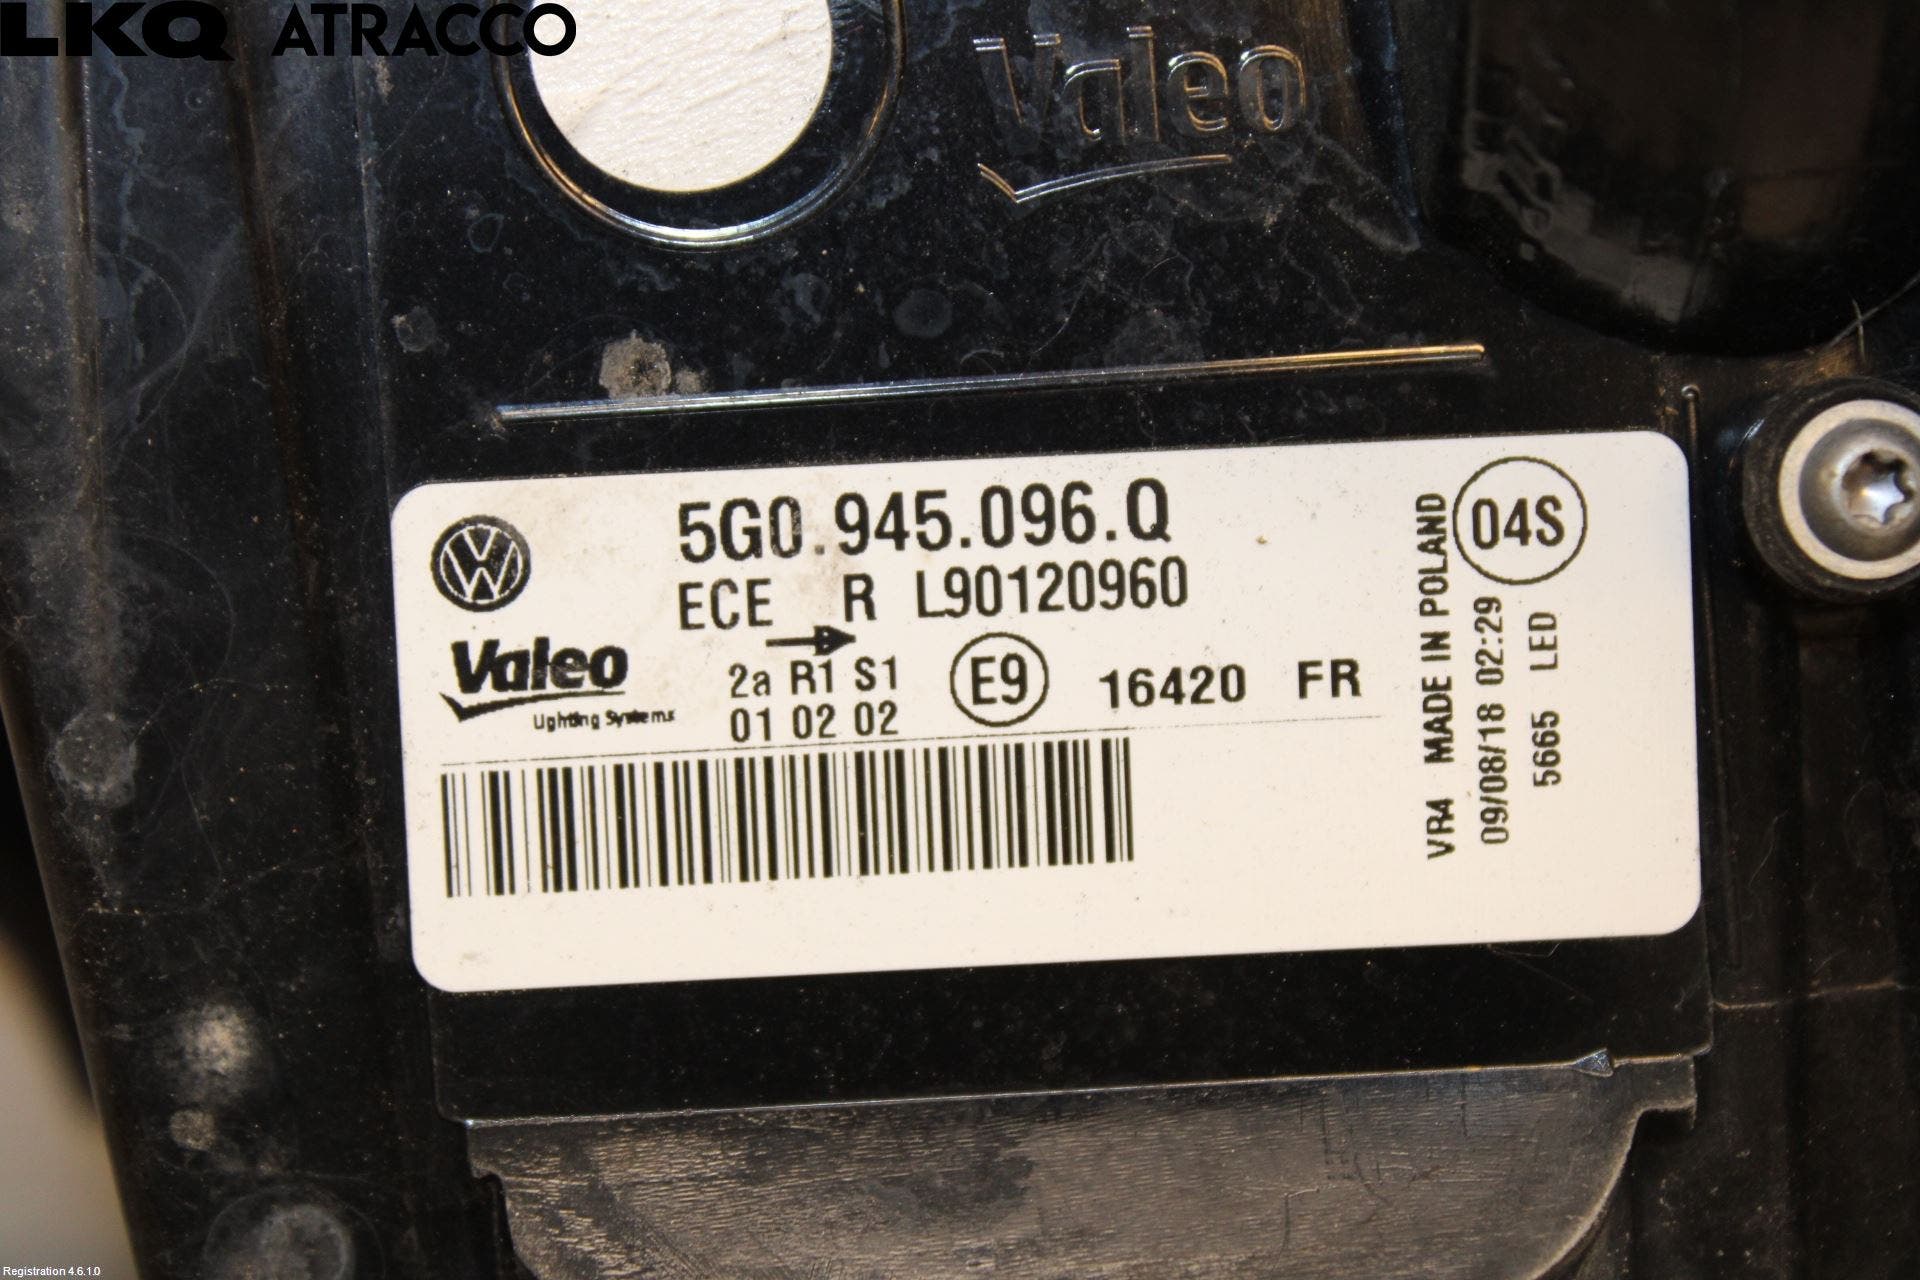 LKQ ATRACCO
Valeo
5G0.945.096.Q
ECE R L90120960
Valeo
Lighting Systems
2a R1 S1
01 02 02
E9
16420 FR
04S
VR4 MADE IN POLAND
09/08/18 02:29
5665 LED
Registration 4.6.1.0